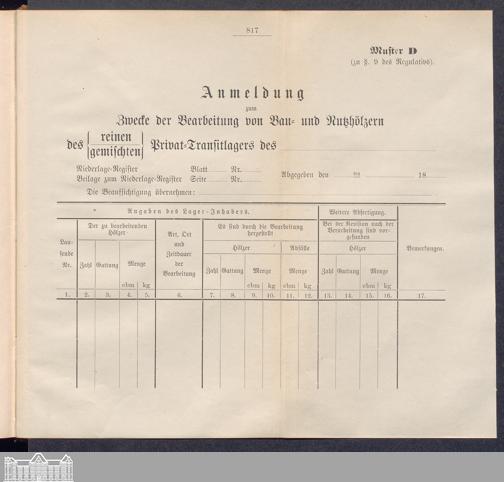 817
Muster D
(zu §. 9 des Regulativs).
Anmeldung
zum
Zwecke der Bearbeitung von Bau- und Nutzhölzern
des reinen
gemischten Privat-Transitlagers des
Niederlage-Register Blatt Nr.
Beilage zum Niederlage-Register Seite Nr.
Abgegeben den ten 18
Die Beaufsichtigung übernehmen:
Angaben des Lager-Inhabers.
Weitere Abfertigung.
Laufende Nr.
Der zu bearbeitenden Hölzer
Zahl Gattung Menge
cbm kg
Art, Ort und Zeitdauer der Bearbeitung
Es sind durch die Bearbeitung hergestellt
Hölzer Abfälle
Zahl Gattung Menge Menge
cbm kg cbm kg
Bei der Revision nach der Bearbeitung sind vorgefunden
Hölzer
Zahl Gattung Menge
cbm kg
Bemerkungen.
1. 2. 3. 4. 5. 6. 7. 8. 9. 10. 11. 12. 13. 14. 15. 16. 17.